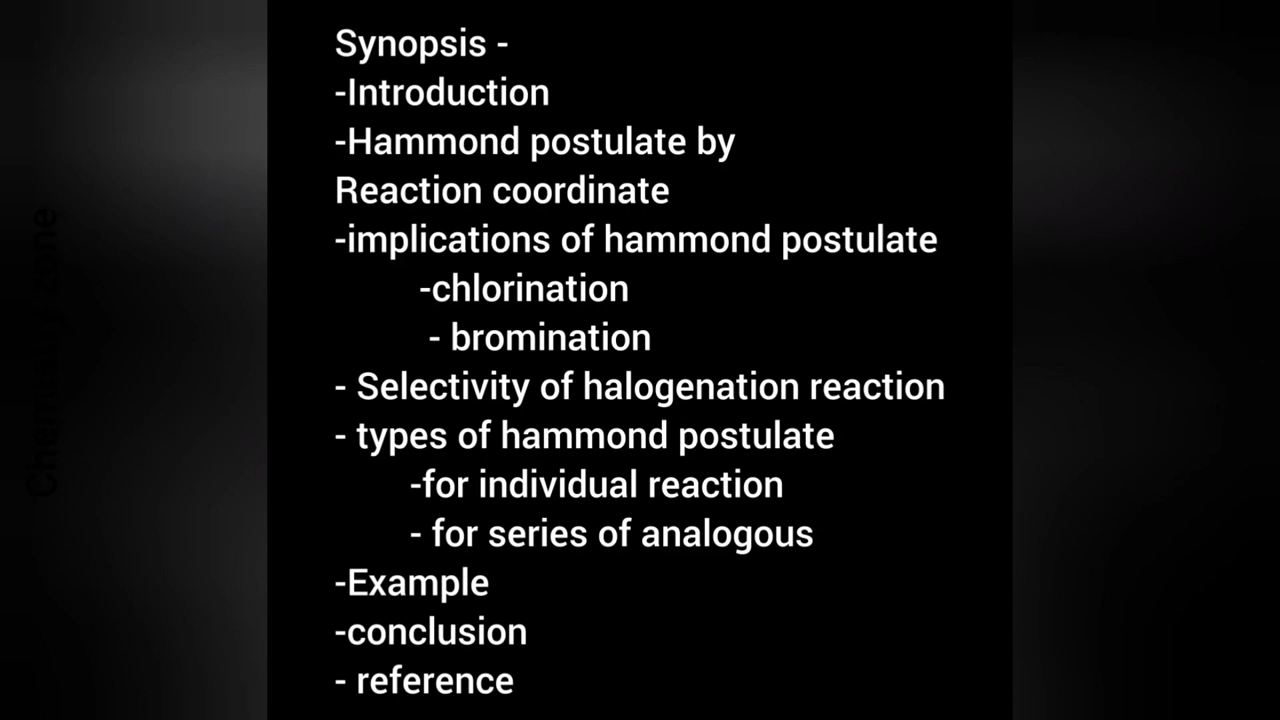 Synopsis -
-Introduction
-Hammond postulate by
Reaction coordinate
-implications of hammond postulate
-chlorination
- bromination
- Selectivity of halogenation reaction
- types of hammond postulate
-for individual reaction
- for series of analogous
-Example
-conclusion
- reference